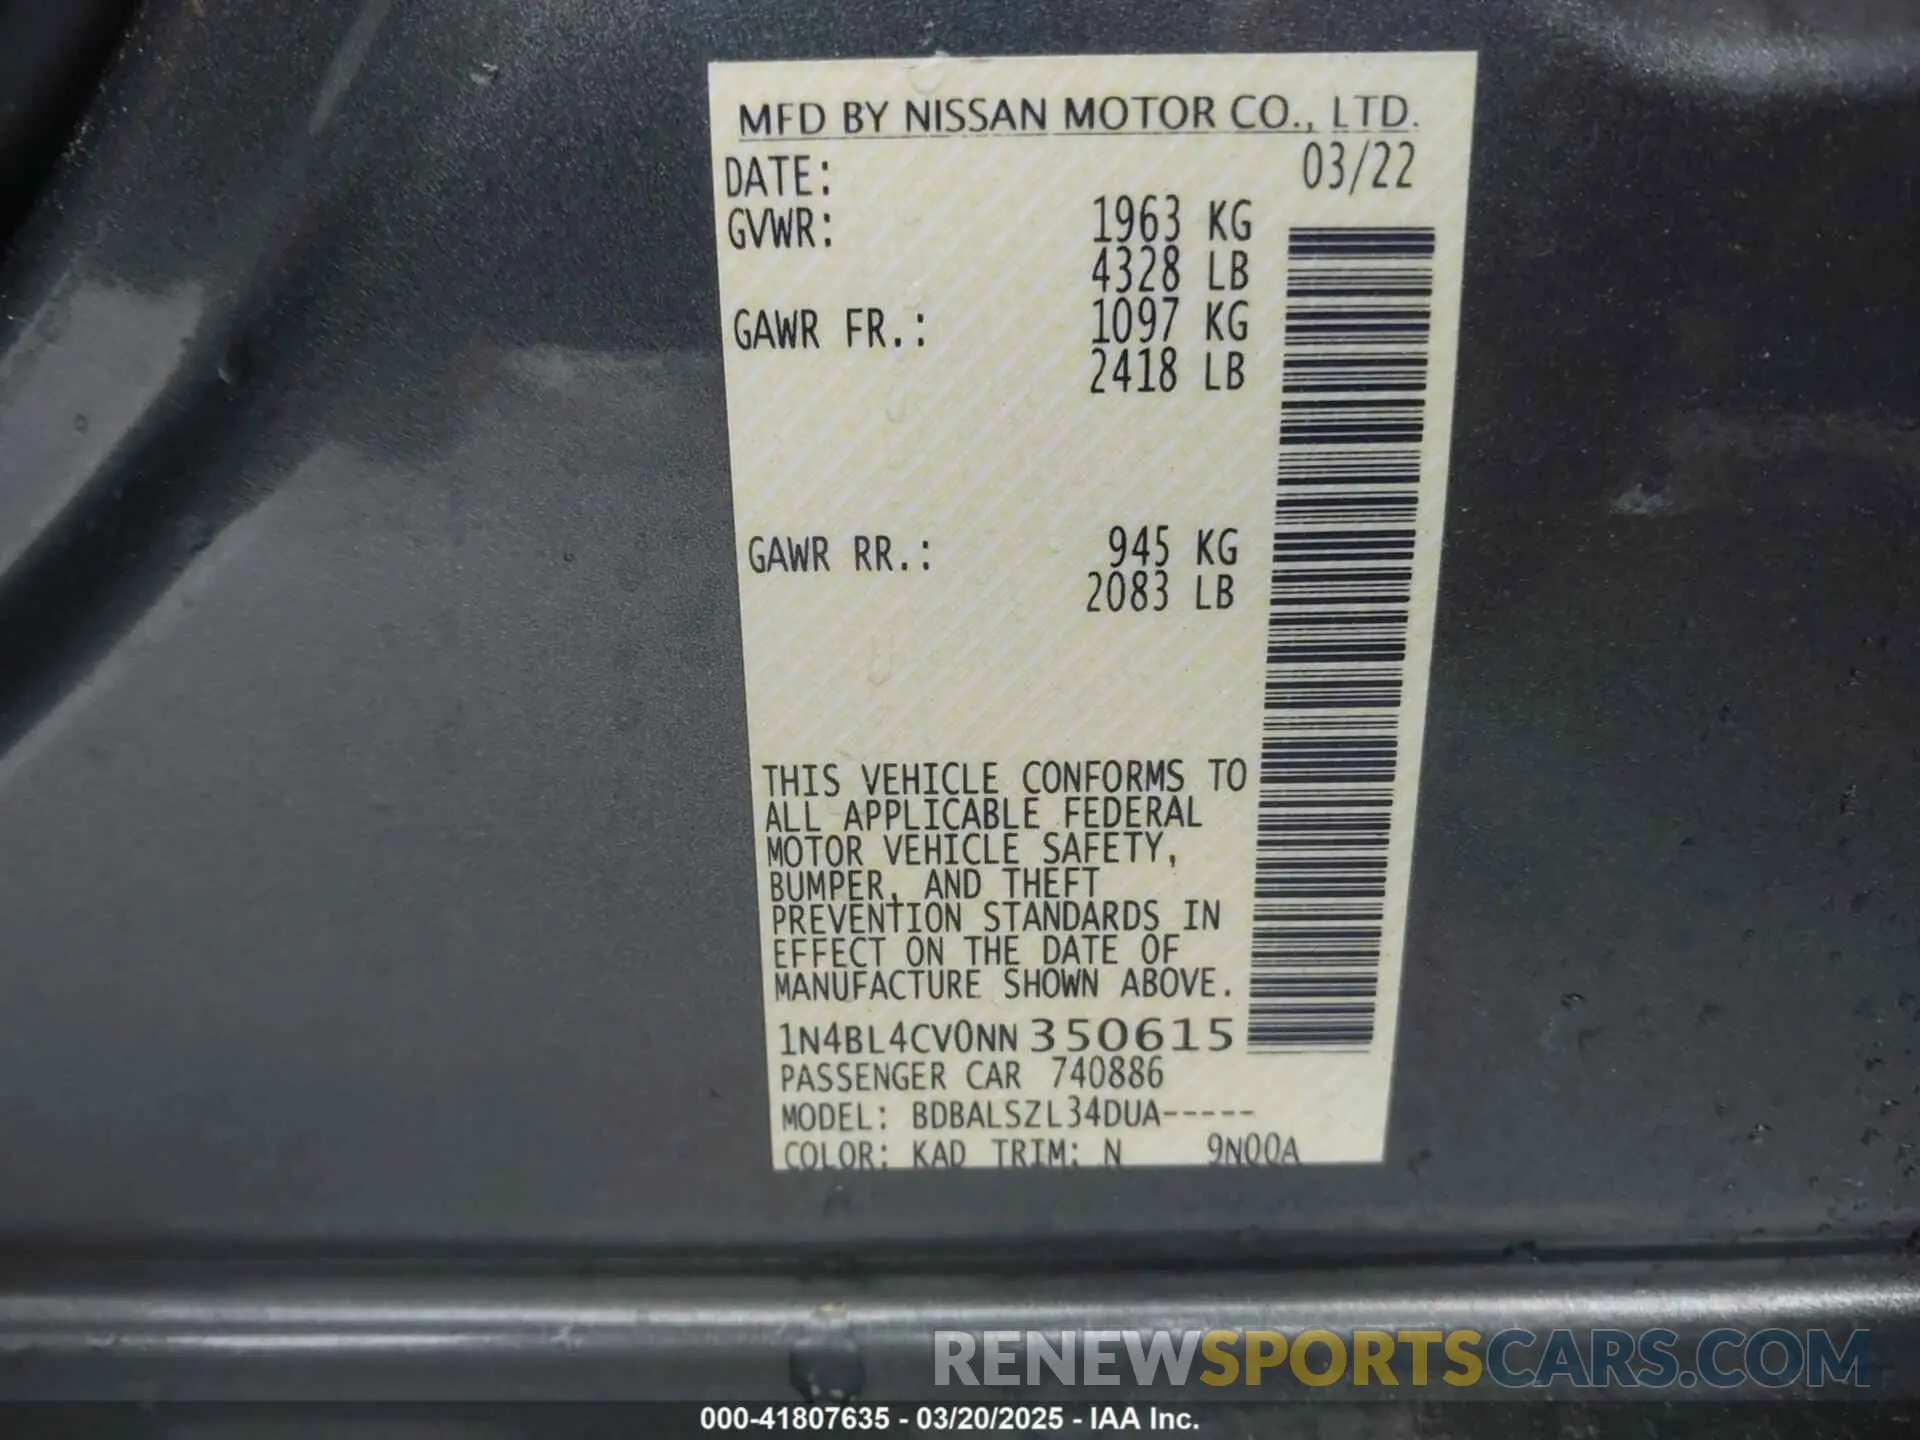 MFD BY NISSAN MOTOR CO., LTD.
DATE: 03/22
GVWR: 1963 KG
4328 LB
GAWR FR.: 1097 KG
2418 LB
GAWR RR.: 945 KG
2083 LB
THIS VEHICLE CONFORMS TO
ALL APPLICABLE FEDERAL
MOTOR VEHICLE SAFETY,
BUMPER, AND THEFT
PREVENTION STANDARDS IN
EFFECT ON THE DATE OF
MANUFACTURE SHOWN ABOVE.
1N4BL4CV0NN350615
PASSENGER CAR 740886
MODEL: BDBALSZL34DUA-----
COLOR: KAD TRIM: N 9N00A
RENEWSPORTSCARS.COM
000-41807635 - 03/20/2025 - IAA Inc.